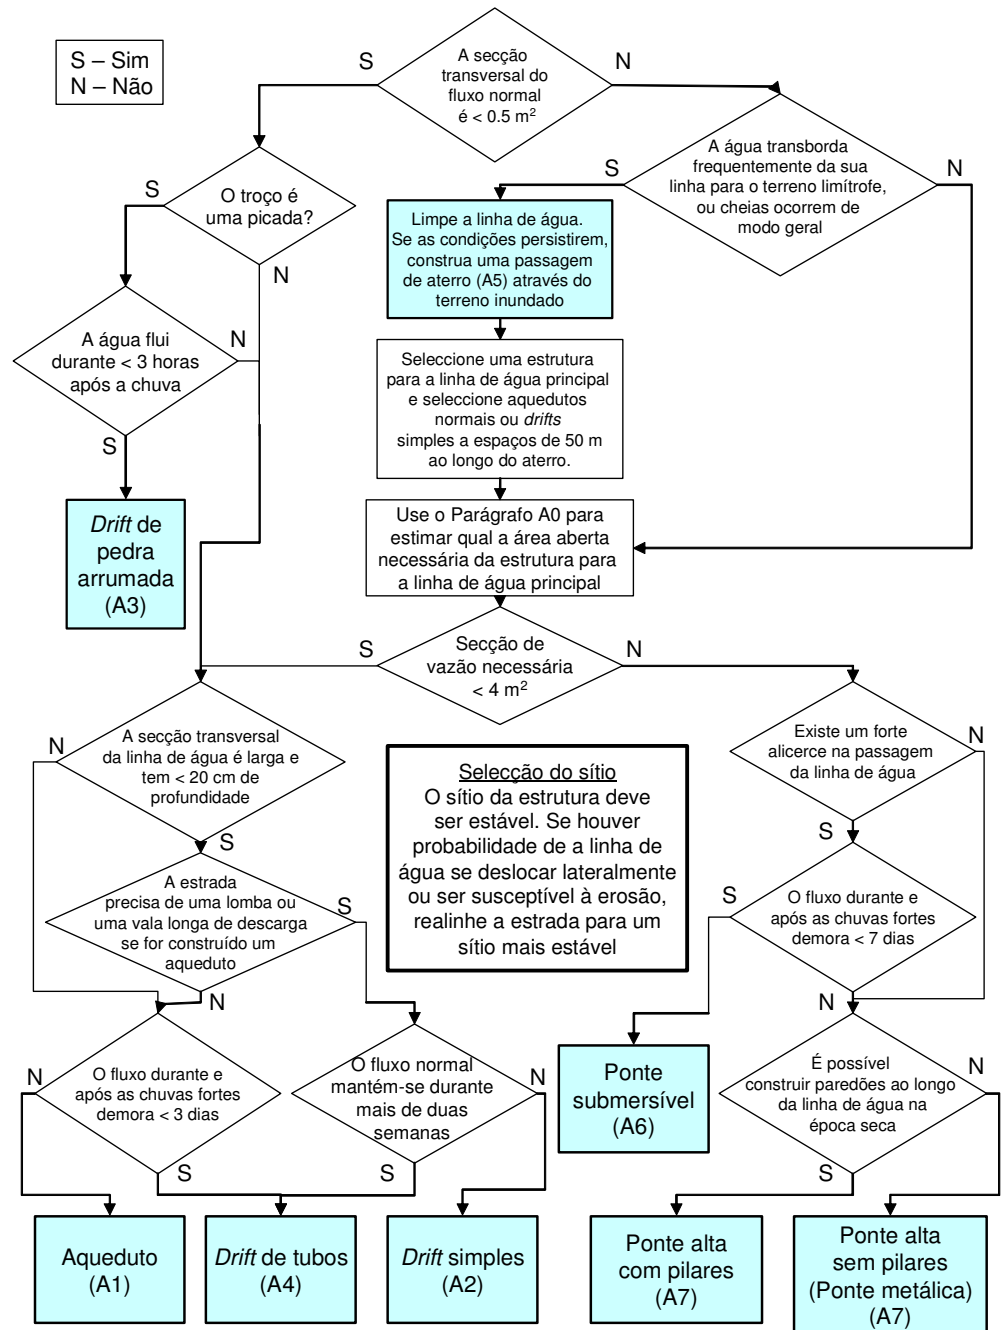 S – Sim
N – Não
S
A secção
transversal do
fluxo normal
é < 0.5 m²
N
S
O troço é
uma picada?
N
S
A água transborda
frequentemente da sua
linha para o terreno limítrofe,
ou cheias ocorrem de
modo geral
N
Limpe a linha de água.
Se as condições persistirem,
construa uma passagem
de aterro (A5) através do
terreno inundado
A água flui
durante < 3 horas
após a chuva
N
S
Seleccione uma estrutura
para a linha de água principal
e seleccione aquedutos
normais ou drifts
simples a espaços de 50 m
ao longo do aterro.
Drift de
pedra
arrumada
(A3)
Use o Parágrafo A0 para
estimar qual a área aberta
necessária da estrutura para
a linha de água principal
S
Secção de
vazão necessária
< 4 m²
N
N
A secção transversal
da linha de água é larga e
tem < 20 cm de
profundidade
S
Existe um forte
alicerce na passagem
da linha de água
N
S
Selecção do sítio
O sítio da estrutura deve
ser estável. Se houver
probabilidade de a linha de
água se deslocar lateralmente
ou ser susceptível à erosão,
realinhe a estrada para um
sítio mais estável
A estrada
precisa de uma lomba ou
uma vala longa de descarga
se for construído um
aqueduto
S
N
S
O fluxo durante e
após as chuvas fortes
demora < 7 dias
N
N
O fluxo durante e
após as chuvas fortes
demora < 3 dias
S
O fluxo normal
mantém-se durante
mais de duas
semanas
N
S
Ponte
submersível
(A6)
É possível
construir paredões ao longo
da linha de água na
época seca
N
S
Aqueduto
(A1)
Drift de tubos
(A4)
Drift simples
(A2)
Ponte alta
com pilares
(A7)
Ponte alta
sem pilares
(Ponte metálica)
(A7)